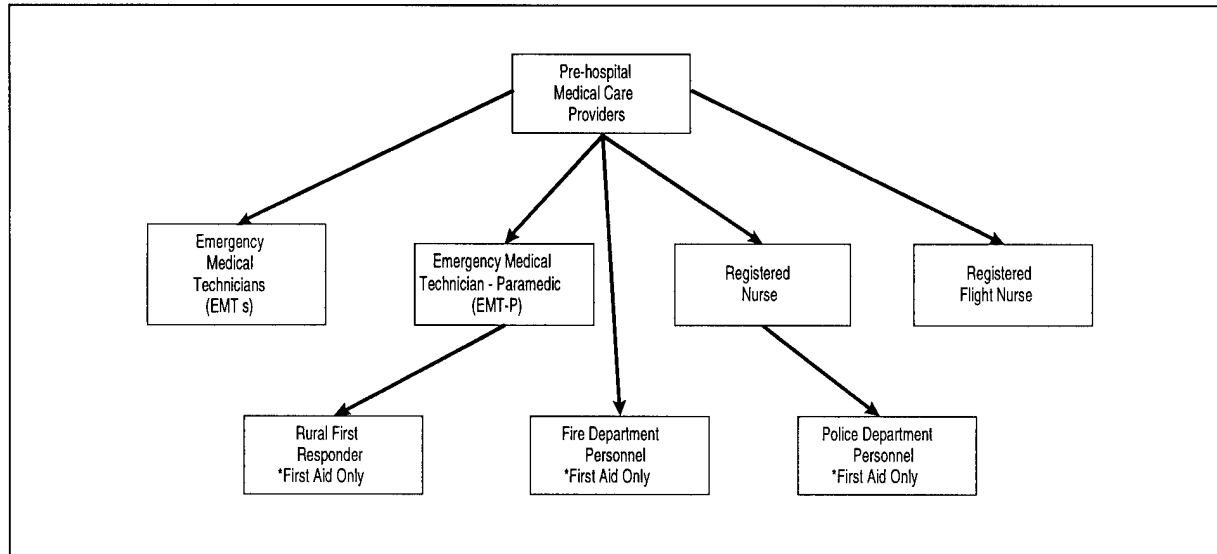 Pre-hospital
Medical Care
Providers
Emergency
Medical
Technicians
(EMT s)
Emergency Medical
Technician - Paramedic
(EMT-P)
Registered
Nurse
Registered
Flight Nurse
Rural First
Responder
*First Aid Only
Fire Department
Personnel
*First Aid Only
Police Department
Personnel
*First Aid Only